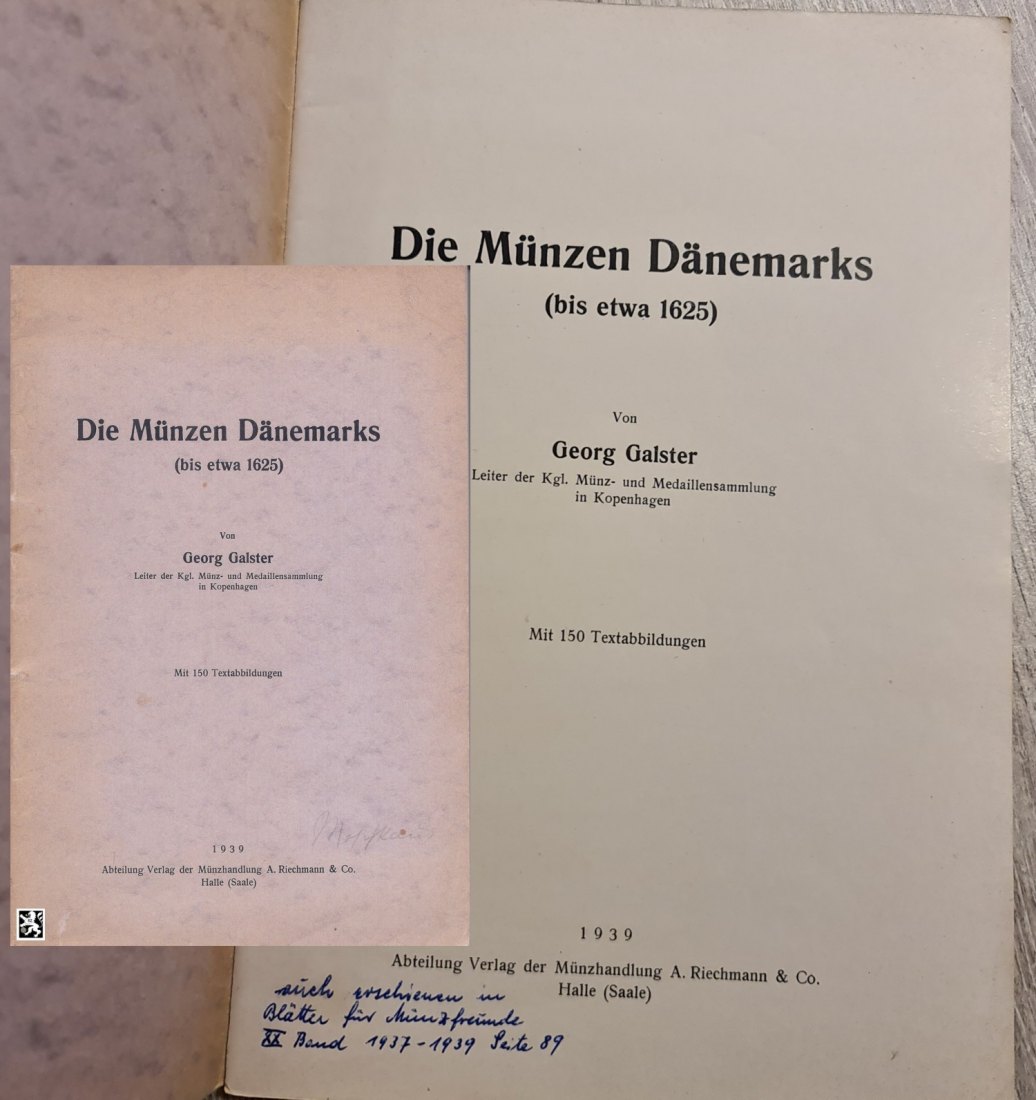 Die Münzen Dänemarks
(bis etwa 1625)
Von
Georg Galster
Leiter der Kgl. Münz- und Medaillensammlung
in Kopenhagen
Mit 150 Textabbildungen
1939
Abteilung Verlag der Münzhandlung A. Riechmann & Co.
Halle (Saale)
auch erschienen in
Blätter für Münzfreunde
XX Band 1937-1939 Seite 89
Die Münzen Dänemarks
(bis etwa 1625)
Von
Georg Galster
Leiter der Kgl. Münz- und Medaillensammlung
in Kopenhagen
Mit 150 Textabbildungen
1939
Abteilung Verlag der Münzhandlung A. Riechmann & Co.
Halle (Saale)